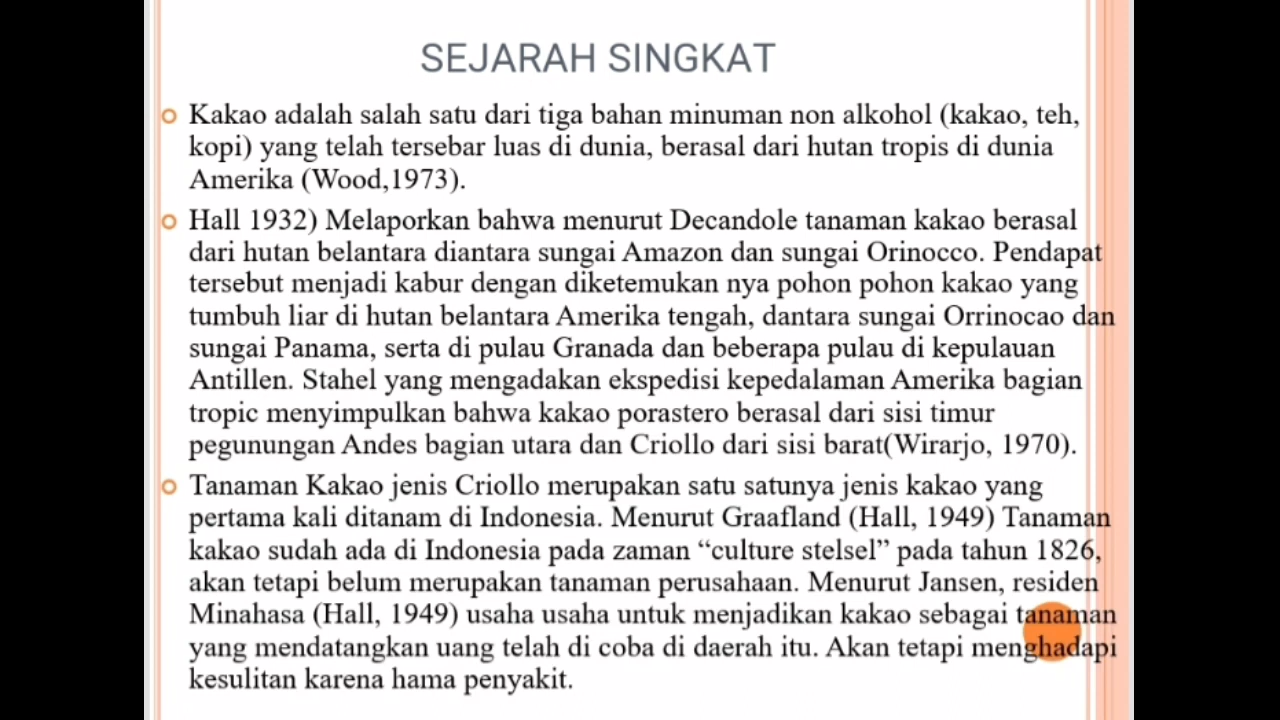 SEJARAH SINGKAT
Kakao adalah salah satu dari tiga bahan minuman non alkohol (kakao, teh,
kopi) yang telah tersebar luas di dunia, berasal dari hutan tropis di dunia
Amerika (Wood,1973).
Hall 1932) Melaporkan bahwa menurut Decandole tanaman kakao berasal
dari hutan belantara diantara sungai Amazon dan sungai Orinocco. Pendapat
tersebut menjadi kabur dengan diketemukan nya pohon pohon kakao yang
tumbuh liar di hutan belantara Amerika tengah, dantara sungai Orrinocao dan
sungai Panama, serta di pulau Granada dan beberapa pulau di kepulauan
Antillen. Stahel yang mengadakan ekspedisi kepedalaman Amerika bagian
tropic menyimpulkan bahwa kakao porastero berasal dari sisi timur
pegunungan Andes bagian utara dan Criollo dari sisi barat(Wirarjo, 1970).
Tanaman Kakao jenis Criollo merupakan satu satunya jenis kakao yang
pertama kali ditanam di Indonesia. Menurut Graafland (Hall, 1949) Tanaman
kakao sudah ada di Indonesia pada zaman “culture stelsel” pada tahun 1826,
akan tetapi belum merupakan tanaman perusahaan. Menurut Jansen, residen
Minahasa (Hall, 1949) usaha usaha untuk menjadikan kakao sebagai tanaman
yang mendatangkan uang telah di coba di daerah itu. Akan tetapi menghadapi
kesulitan karena hama penyakit.